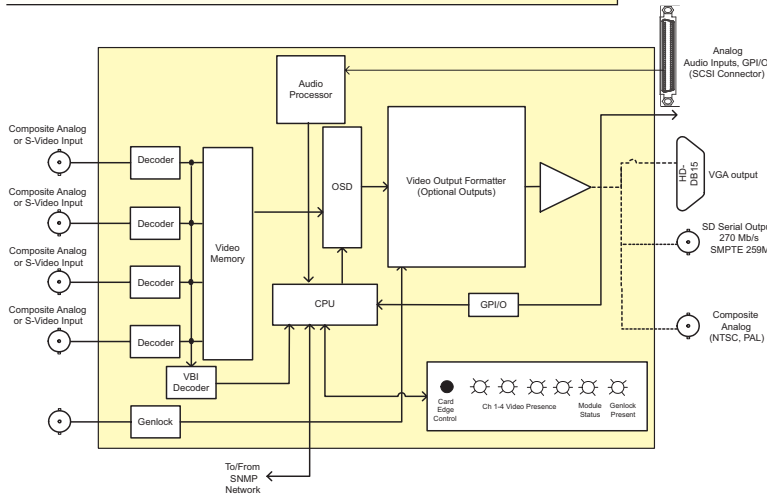 Analog
Audio Inputs, GPI/O
(SCSI Connector)
Audio
Processor
Composite Analog
or S-Video Input
Decoder
Composite Analog
or S-Video Input
Decoder
Composite Analog
or S-Video Input
Decoder
Composite Analog
or S-Video Input
Decoder
Video
Memory
OSD
Video Output Formatter
(Optional Outputs)
HD-
DB15
VGA output
SD Serial Outpu
270 Mb/s
SMPTE 259M
CPU
GPI/O
Composite
Analog
(NTSC, PAL)
VBI
Decoder
Genlock
Card
Edge
Control
Ch 1-4 Video Presence
Module
Status
Genlock
Present
To/From
SNMP
Network